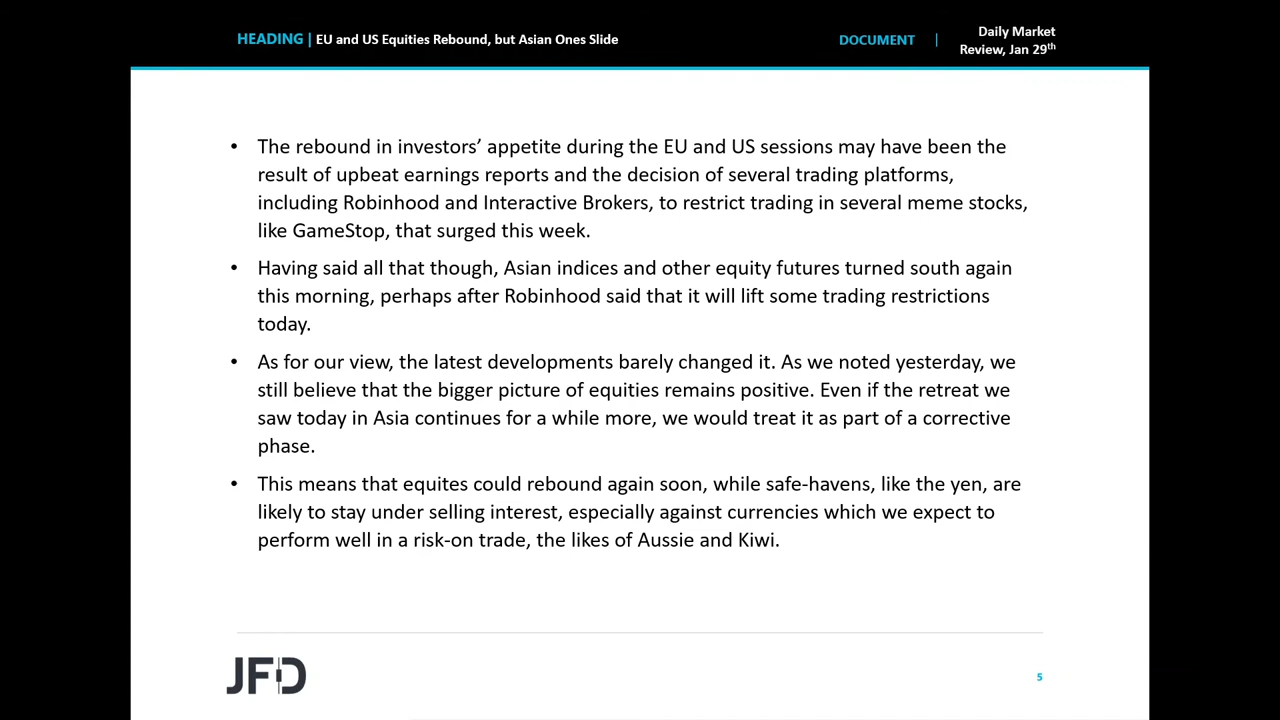 HEADING | EU and US Equities Rebound, but Asian Ones Slide
DOCUMENT | Daily Market
Review, Jan 29th
• The rebound in investors’ appetite during the EU and US sessions may have been the
result of upbeat earnings reports and the decision of several trading platforms,
including Robinhood and Interactive Brokers, to restrict trading in several meme stocks,
like GameStop, that surged this week.
• Having said all that though, Asian indices and other equity futures turned south again
this morning, perhaps after Robinhood said that it will lift some trading restrictions
today.
• As for our view, the latest developments barely changed it. As we noted yesterday, we
still believe that the bigger picture of equities remains positive. Even if the retreat we
saw today in Asia continues for a while more, we would treat it as part of a corrective
phase.
• This means that equites could rebound again soon, while safe-havens, like the yen, are
likely to stay under selling interest, especially against currencies which we expect to
perform well in a risk-on trade, the likes of Aussie and Kiwi.
JFD
5